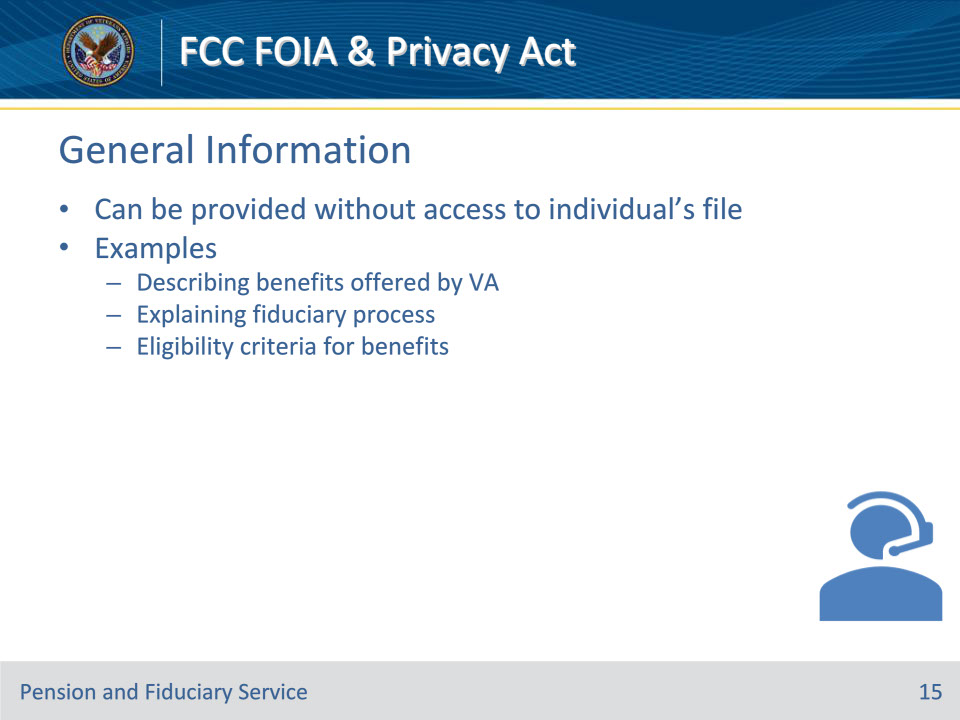 FCC FOIA & Privacy Act
General Information
• Can be provided without access to individual’s file
• Examples
– Describing benefits offered by VA
– Explaining fiduciary process
– Eligibility criteria for benefits
Pension and Fiduciary Service
15